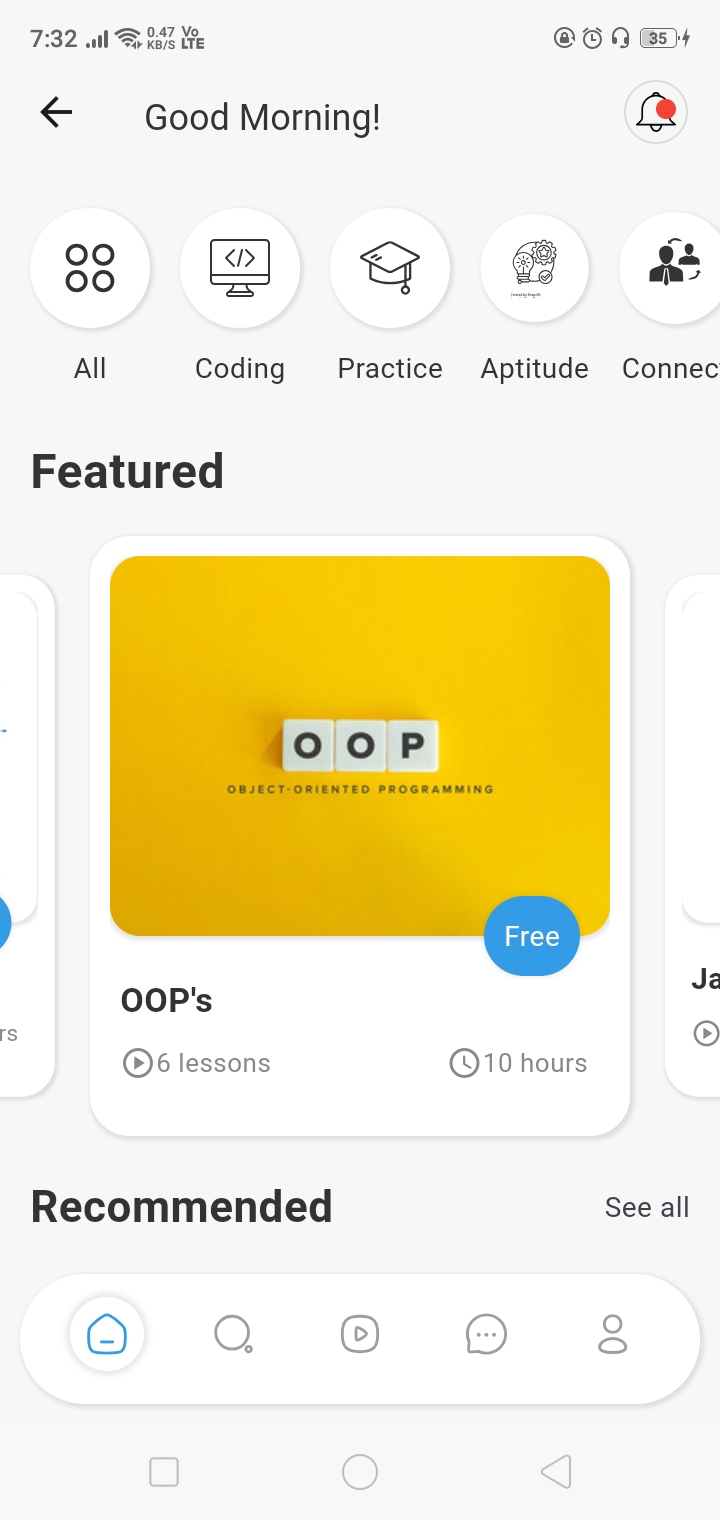 7:32 0.47 KB/S Vo LTE 35
Good Morning!
All Coding Practice Aptitude Connec
Featured
OOP
OBJECT-ORIENTED PROGRAMMING
Free
OOP's
Ja
rs
6 lessons 10 hours
Recommended See all